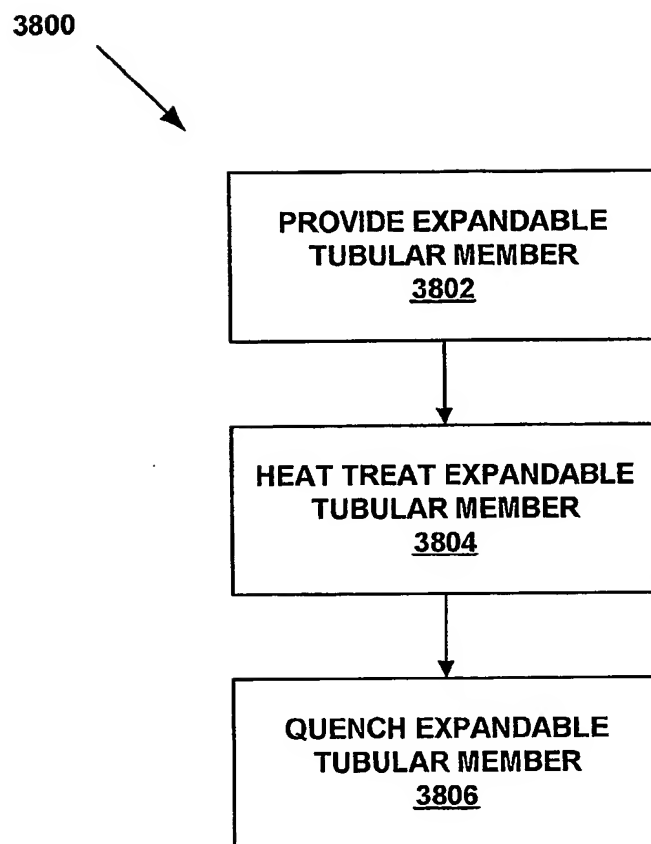 3800
PROVIDE EXPANDABLE
TUBULAR MEMBER
3802
HEAT TREAT EXPANDABLE
TUBULAR MEMBER
3804
QUENCH EXPANDABLE
TUBULAR MEMBER
3806